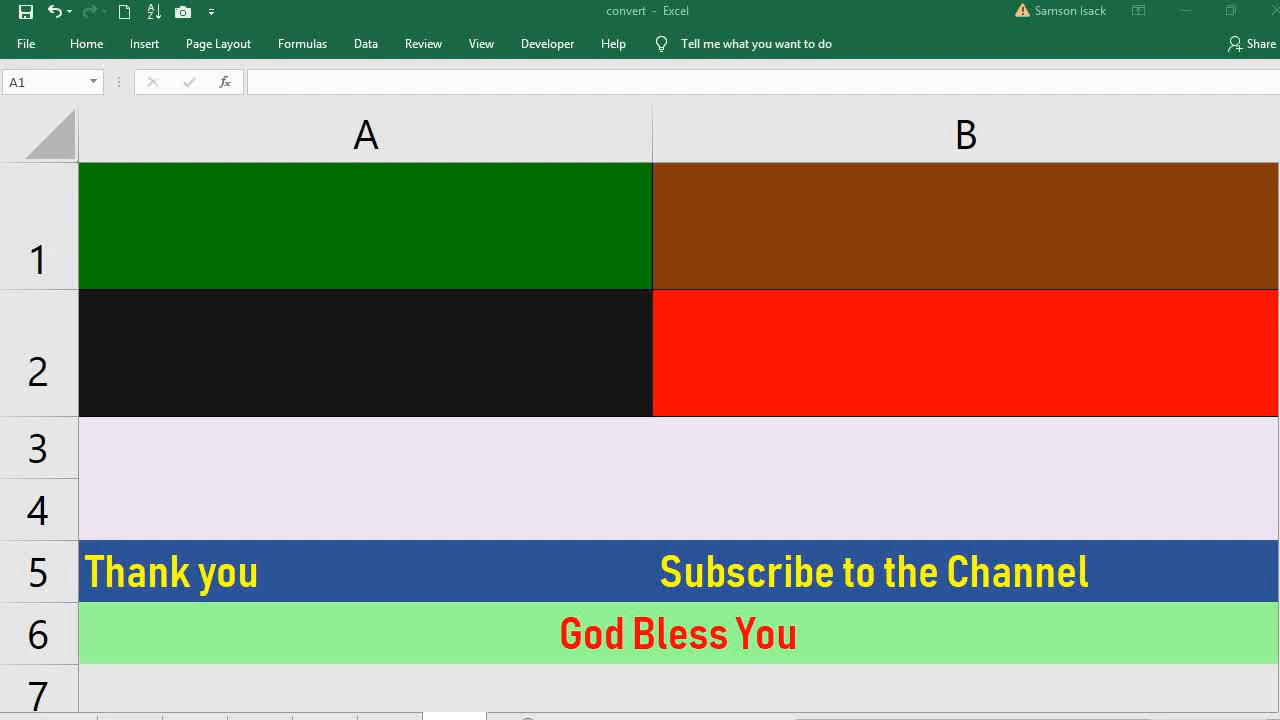 convert - Excel
Samson Isack
File Home Insert Page Layout Formulas Data Review View Developer Help Tell me what you want to do Share
A1 fx
A B
1
2
3
4
5 Thank you Subscribe to the Channel
6 God Bless You
7